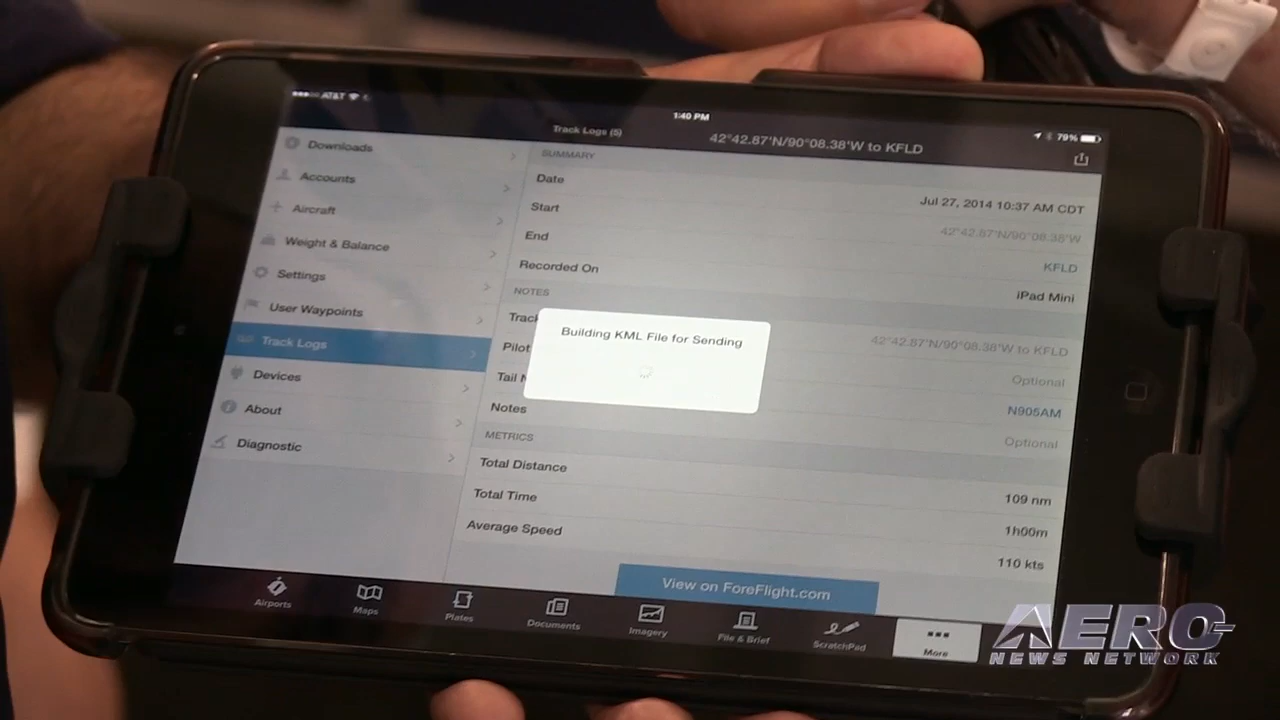 AT&T
1:40 PM
79%
Track Logs (5)
42°42.87'N/90°08.38'W to KFLD
Downloads
Accounts
Aircraft
Weight & Balance
Settings
User Waypoints
Track Logs
Devices
About
Diagnostic
SUMMARY
Date
Jul 27, 2014 10:37 AM CDT
Start
42°42.87'N/90°08.38'W
End
KFLD
Recorded On
iPad Mini
NOTES
Trac
42°42.87'N/90°08.38'W to KFLD
Pilot
Optional
Tail N
N905AM
Notes
Optional
Building KML File for Sending
METRICS
Total Distance
109 nm
Total Time
1h00m
Average Speed
110 kts
View on ForeFlight.com
Airports
Maps
Plates
Documents
Imagery
File & Brief
ScratchPad
More
AERO
NEWS NETWORK